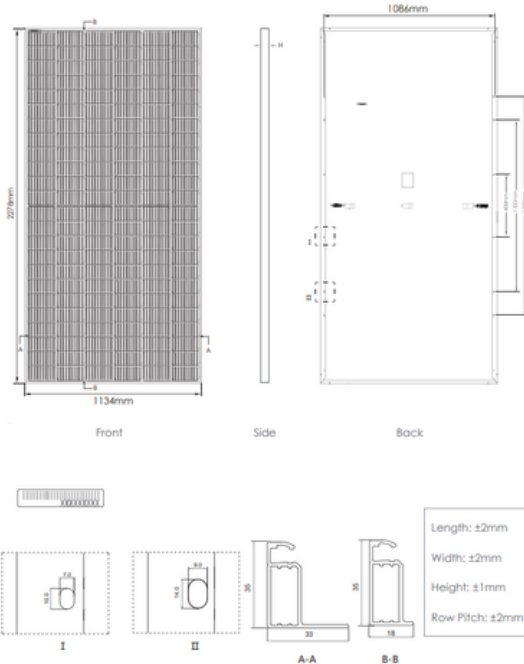 1086mm
B
H
2278mm
I
II
A
A
B
1134mm
Front
Side
Back
7.0
10.0
I
9.0
14.0
II
35
33
A-A
35
18
B-B
Length: ±2mm
Width: ±2mm
Height: ±1mm
Row Pitch: ±2mm